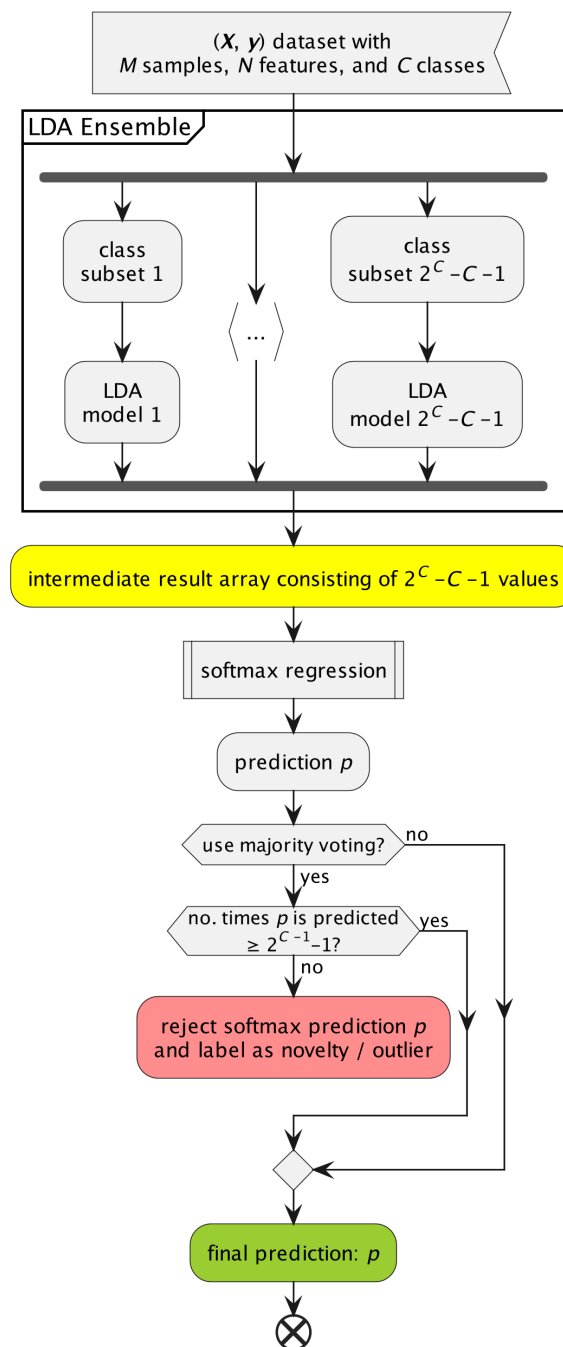 (X, y) dataset with
M samples, N features, and C classes
LDA Ensemble
class
subset 1
class
subset 2^C -C -1
...
LDA
model 1
LDA
model 2^C -C -1
intermediate result array consisting of 2^C -C -1 values
softmax regression
prediction p
use majority voting?
no
yes
no. times p is predicted
≥ 2^{C -1}-1?
yes
no
reject softmax prediction p
and label as novelty / outlier
final prediction: p